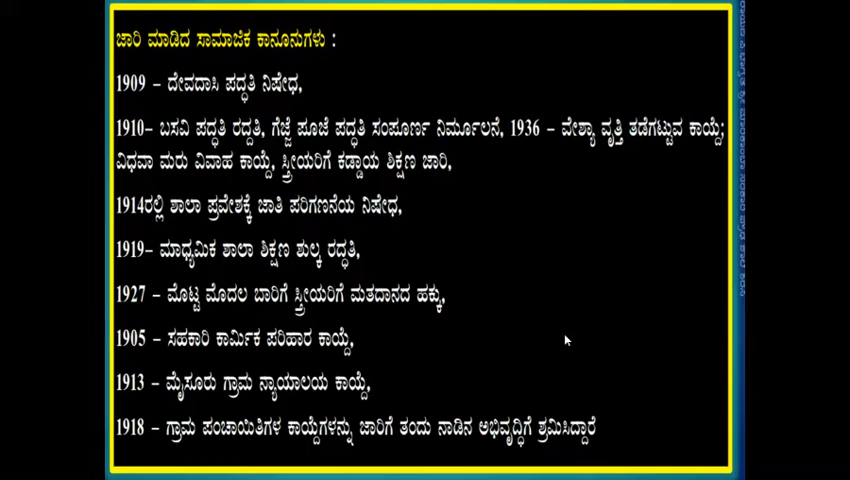 ಜಾರಿ ಮಾಡಿದ ಸಾಮಾಜಿಕ ಕಾನೂನುಗಳು :
1909 – ದೇವದಾಸಿ ಪದ್ಧತಿ ನಿಷೇಧ,
1910– ಬಸವಿ ಪದ್ಧತಿ ರದ್ದತಿ, ಗೆಜ್ಜೆ ಪೂಜೆ ಪದ್ಧತಿ ಸಂಪೂರ್ಣ ನಿರ್ಮೂಲನೆ, 1936 – ವೇಶ್ಯಾ ವೃತ್ತಿ ತಡೆಗಟ್ಟುವ ಕಾಯ್ದೆ;
ವಿಧವಾ ಮರು ವಿವಾಹ ಕಾಯ್ದೆ, ಸ್ತ್ರೀಯರಿಗೆ ಕಡ್ಡಾಯ ಶಿಕ್ಷಣ ಜಾರಿ,
1914ರಲ್ಲಿ ಶಾಲಾ ಪ್ರವೇಶಕ್ಕೆ ಜಾತಿ ಪರಿಗಣನೆಯ ನಿಷೇಧ,
1919– ಮಾಧ್ಯಮಿಕ ಶಾಲಾ ಶಿಕ್ಷಣ ಶುಲ್ಕ ರದ್ಧತಿ,
1927 – ಮೊಟ್ಟ ಮೊದಲ ಬಾರಿಗೆ ಸ್ತ್ರೀಯರಿಗೆ ಮತದಾನದ ಹಕ್ಕು,
1905 – ಸಹಕಾರಿ ಕಾರ್ಮಿಕ ಪರಿಹಾರ ಕಾಯ್ದೆ,
1913 – ಮೈಸೂರು ಗ್ರಾಮ ನ್ಯಾಯಾಲಯ ಕಾಯ್ದೆ,
1918 – ಗ್ರಾಮ ಪಂಚಾಯಿತಿಗಳ ಕಾಯ್ದೆಗಳನ್ನು ಜಾರಿಗೆ ತಂದು ನಾಡಿನ ಅಭಿವೃದ್ಧಿಗೆ ಶ್ರಮಿಸಿದ್ದಾರೆ